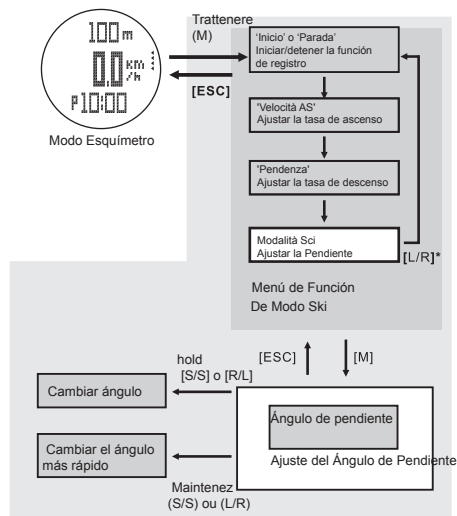 Trattenere
(M)
100 m
0.0 KM/h
P 10:00
[ESC]
Modo Esquímetro
'Inicio' o 'Parada'
Iniciar/detener la función
de registro
'Velocità AS'
Ajustar la tasa de ascenso
'Pendenza'
Ajustar la tasa de descenso
Modalità Sci
Ajustar la Pendiente
[L/R]*
Menú de Función
De Modo Ski
[ESC]
[M]
hold
[S/S] o [R/L]
Cambiar ángulo
Ángulo de pendiente
Cambiar el ángulo
más rápido
Ajuste del Ángulo de Pendiente
Maintenez
(S/S) ou (L/R)